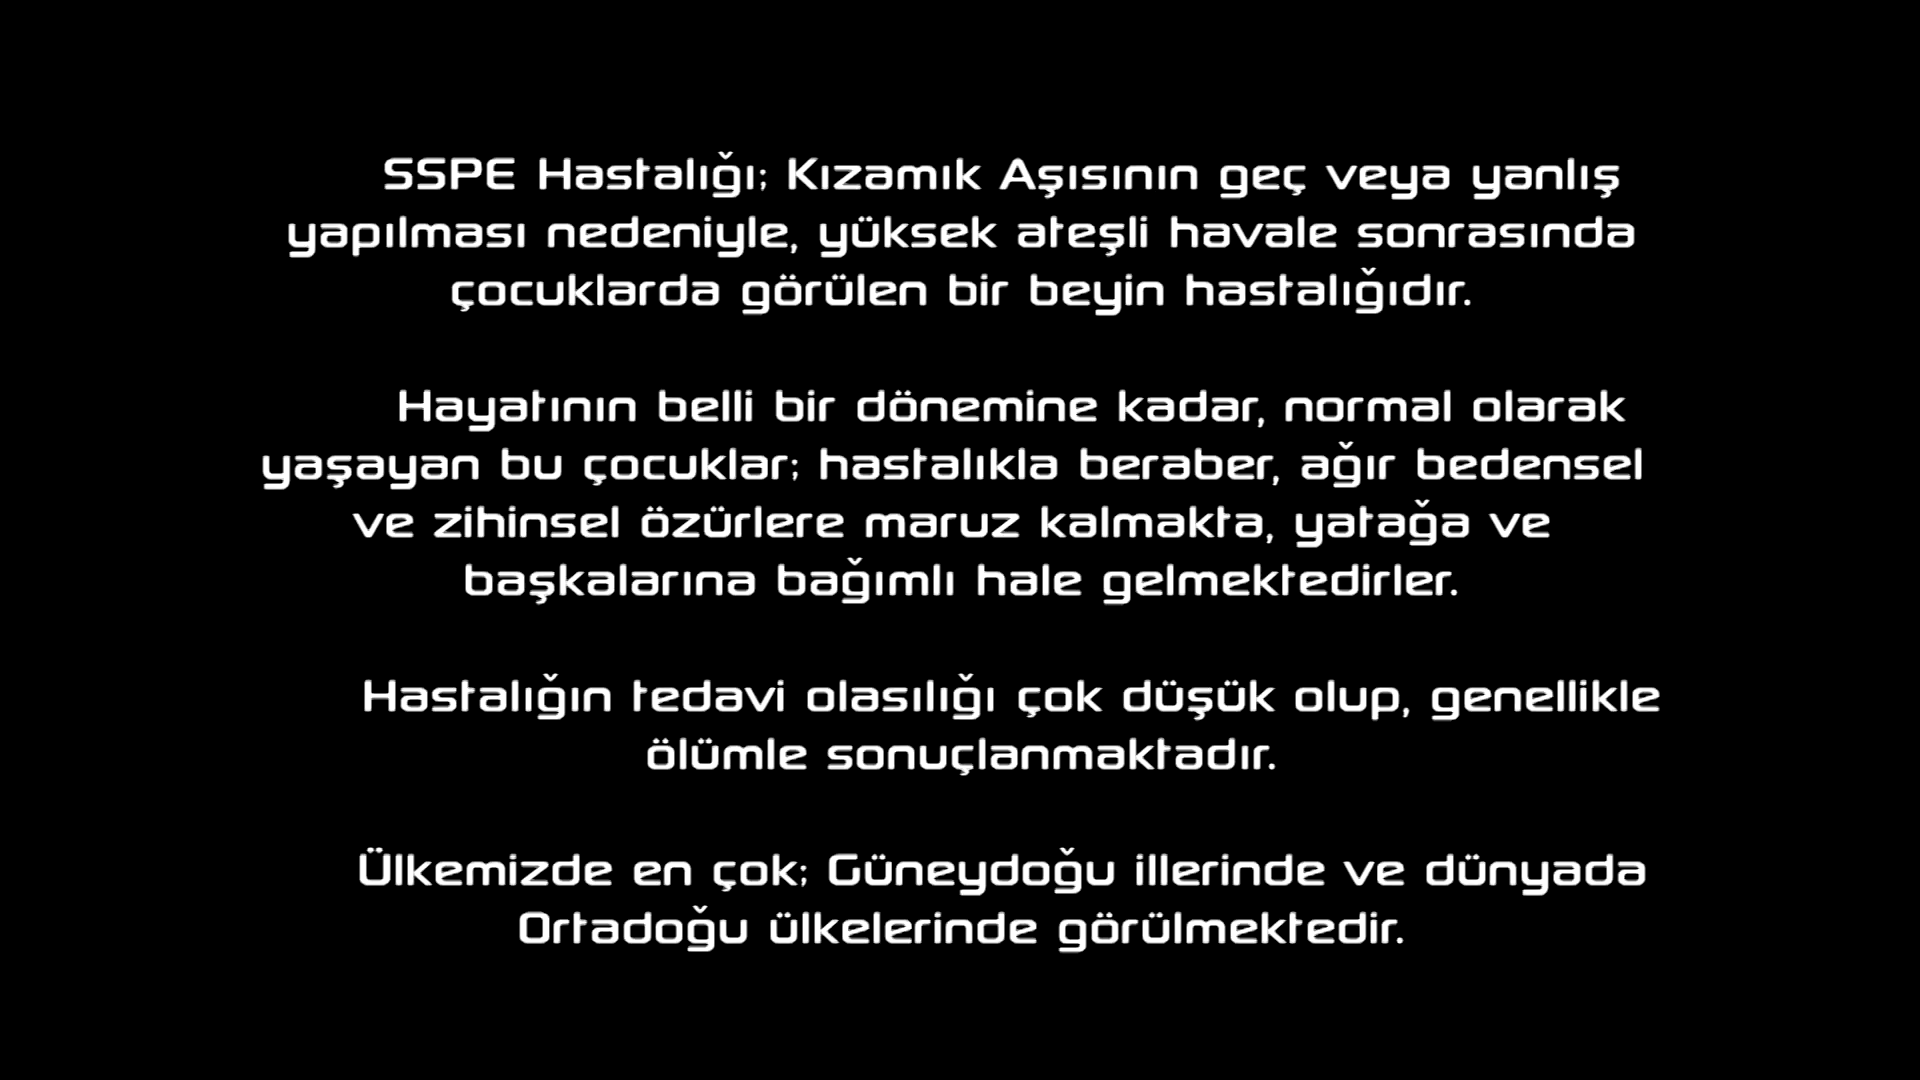 SSPE Hastalığı; Kızamık Aşısının geç veya yanlış
yapılması nedeniyle, yüksek ateşli havale sonrasında
çocuklarda görülen bir beyin hastalığıdır.
Hayatının belli bir dönemine kadar, normal olarak
yaşayan bu çocuklar; hastalıkla beraber, ağır bedensel
ve zihinsel özürlere maruz kalmakta, yatağa ve
başkalarına bağımlı hale gelmektedirler.
Hastalığın tedavi olasılığı çok düşük olup, genellikle
ölümle sonuçlanmaktadır.
Ülkemizde en çok; Güneydoğu illerinde ve dünyada
Ortadoğu ülkelerinde görülmektedir.